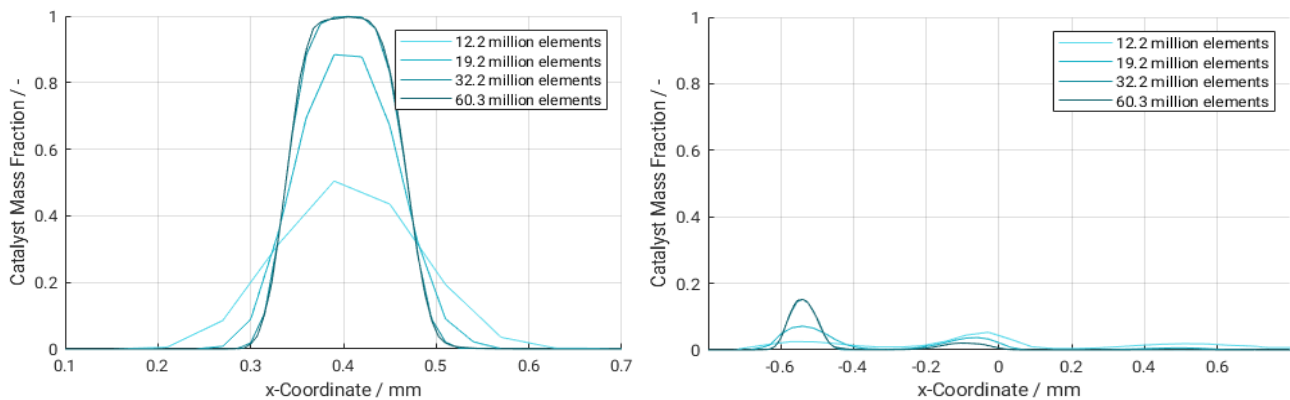 Catalyst Mass Fraction / -
1
0.8
0.6
0.4
0.2
0
0.1
0.2
0.3
0.4
0.5
0.6
0.7
x-Coordinate / mm
12.2 million elements
19.2 million elements
32.2 million elements
60.3 million elements
Catalyst Mass Fraction / -
1
0.8
0.6
0.4
0.2
0
-0.6
-0.4
-0.2
0
0.2
0.4
0.6
x-Coordinate / mm
12.2 million elements
19.2 million elements
32.2 million elements
60.3 million elements